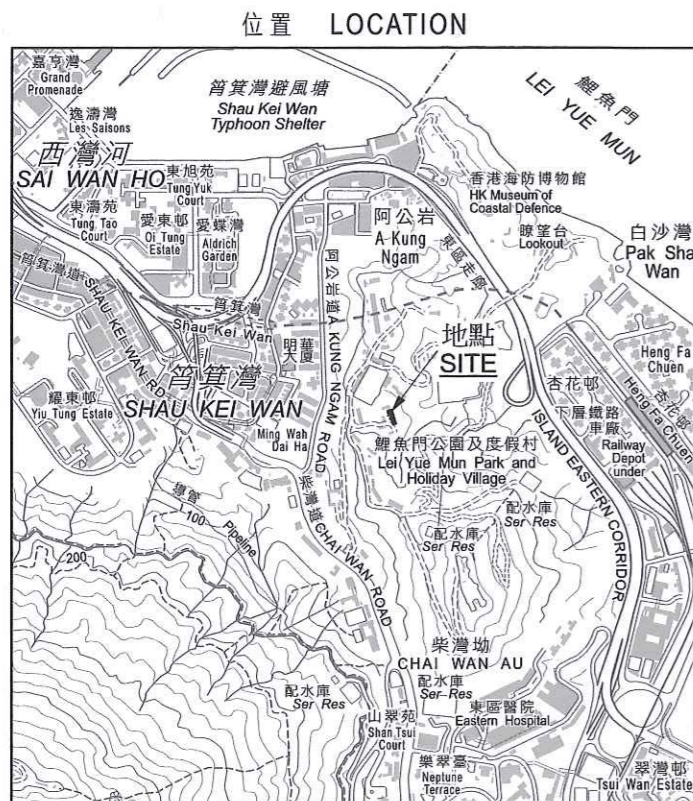 位置 LOCATION
嘉亨灣
Grand
Promenade
筲箕灣避風塘
Shau Kei Wan
Typhoon Shelter
鯉魚門
LEI YUE MUN
逸濤灣
Les Saisons
西灣河
SAI WAN HO
東旭苑
Tung Yuk
Court
香港海防博物館
HK Museum of
Coastal Defence
東濤苑
Tung Tao
Court
愛東邨
Oi Tung
Estate
愛蝶灣
Aldrich
Garden
阿公岩
A Kung
Ngam
瞭望台
Lookout
白沙灣
Pak Sha
Wan
東區走廊
筲箕灣道
SHAU KEI WAN RD
筲箕灣
Shau Kei Wan
阿公岩道 A KUNG NGAM ROAD
明華
大廈
地點
SITE
Heng Fa
Chuen
杏花邨
杏花邨
Heng Fa Chuen
筲箕灣
SHAU KEI WAN
下層鐵路
車廠
Railway
Depot
under
耀東邨
Yiu Tung Estate
Ming Wah
Dai Ha
鯉魚門公園及度假村
Lei Yue Mun Park and
Holiday Village
ISLAND EASTERN CORRIDOR
導管
Pipeline
100
200
柴灣道 CHAI WAN ROAD
配水庫
Ser Res
配水庫
Ser Res
柴灣坳
CHAI WAN AU
配水庫
Ser Res
配水庫
Ser Res
山翠苑
Shan Tsui
Court
東區醫院
Eastern Hospital
樂翠臺
Neptune
Terrace
翠灣邨
Tsui Wan Estate